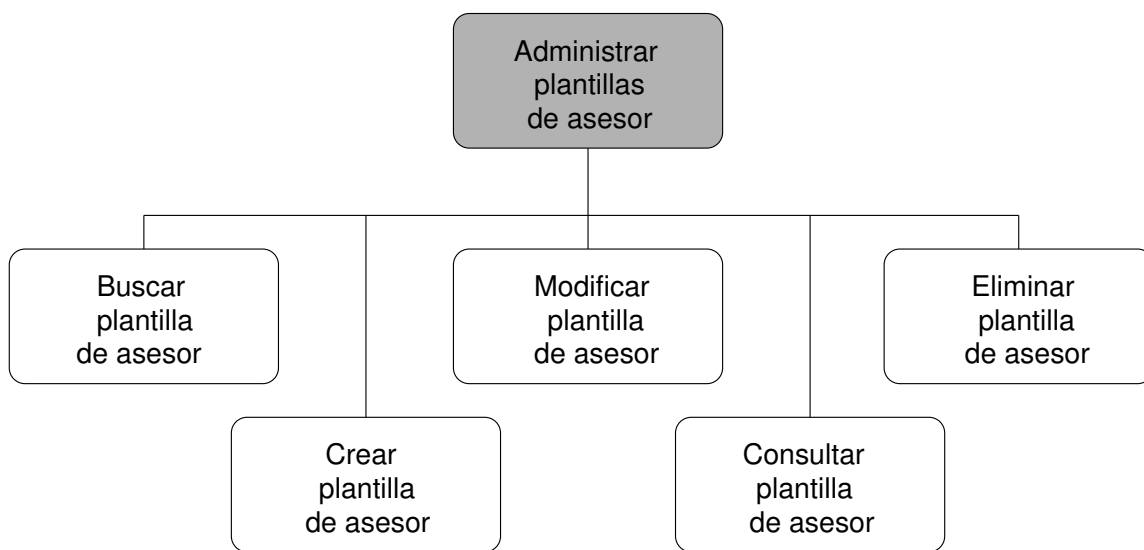 Administrar
plantillas
de asesor
Buscar
plantilla
de asesor
Modificar
plantilla
de asesor
Eliminar
plantilla
de asesor
Crear
plantilla
de asesor
Consultar
plantilla
de asesor